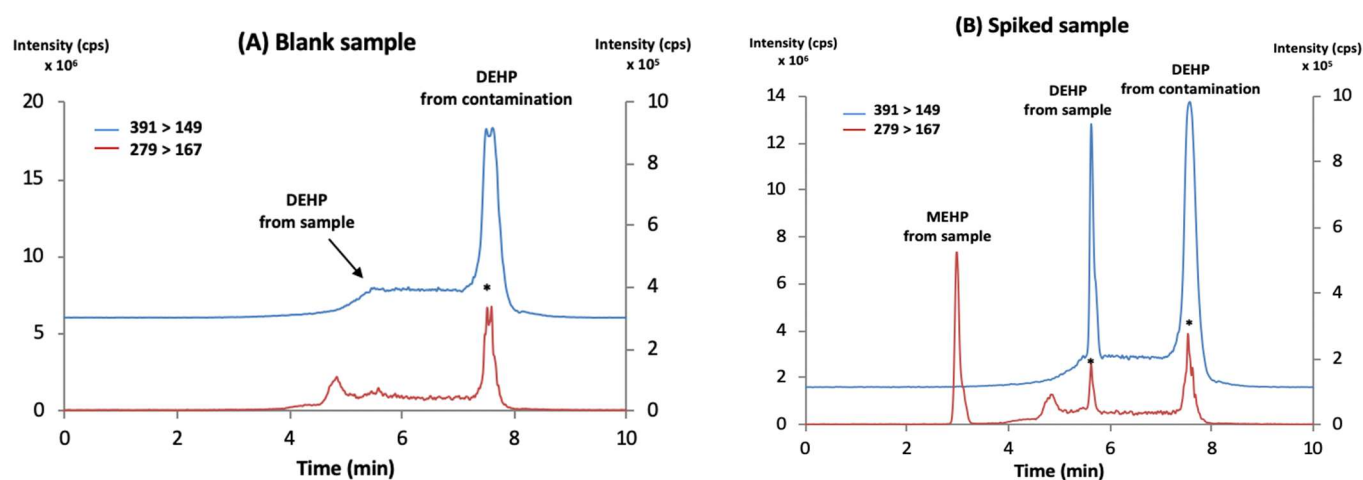 (A) Blank sample
Intensity (cps)
x 10⁶
Intensity (cps)
x 10⁵
DEHP
from contamination
391 > 149
279 > 167
DEHP
from sample
*
20
15
10
5
0
10
8
6
4
2
0
0 2 4 6 8 10
Time (min)
(B) Spiked sample
Intensity (cps)
x 10⁶
Intensity (cps)
x 10⁵
DEHP
from sample
DEHP
from contamination
391 > 149
279 > 167
MEHP
from sample
*
*
14
12
10
8
6
4
2
0
10
8
6
4
2
0
0 2 4 6 8 10
Time (min)